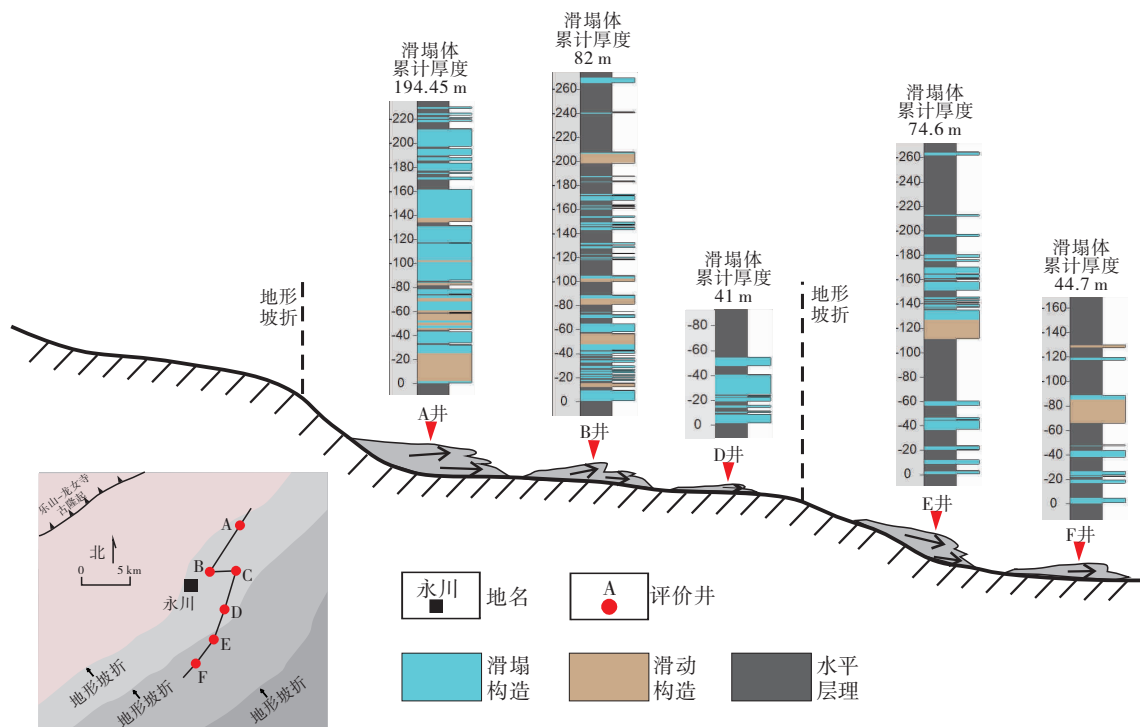 滑塌体
累计厚度
194.45 m
-220
-200
-180
-160
-140
-120
-100
-80
-60
-40
-20
0
A井
滑塌体
累计厚度
82 m
-260
-240
-220
-200
-180
-160
-140
-120
-100
-80
-60
-40
-20
0
B井
滑塌体
累计厚度
41 m
-80
-60
-40
-20
0
D井
滑塌体
累计厚度
74.6 m
-260
-240
-220
-200
-180
-160
-140
-120
-100
-80
-60
-40
-20
0
E井
滑塌体
累计厚度
44.7 m
-160
-140
-120
-100
-80
-60
-40
-20
0
F井
地形
坡折
地形
坡折
乐山-龙女寺
古隆起
北
0 5 km
A
B
C
永川
D
E
F
地形坡折
地形坡折
地形坡折
永川
地名
A
评价井
滑塌
构造
滑动
构造
水平
层理